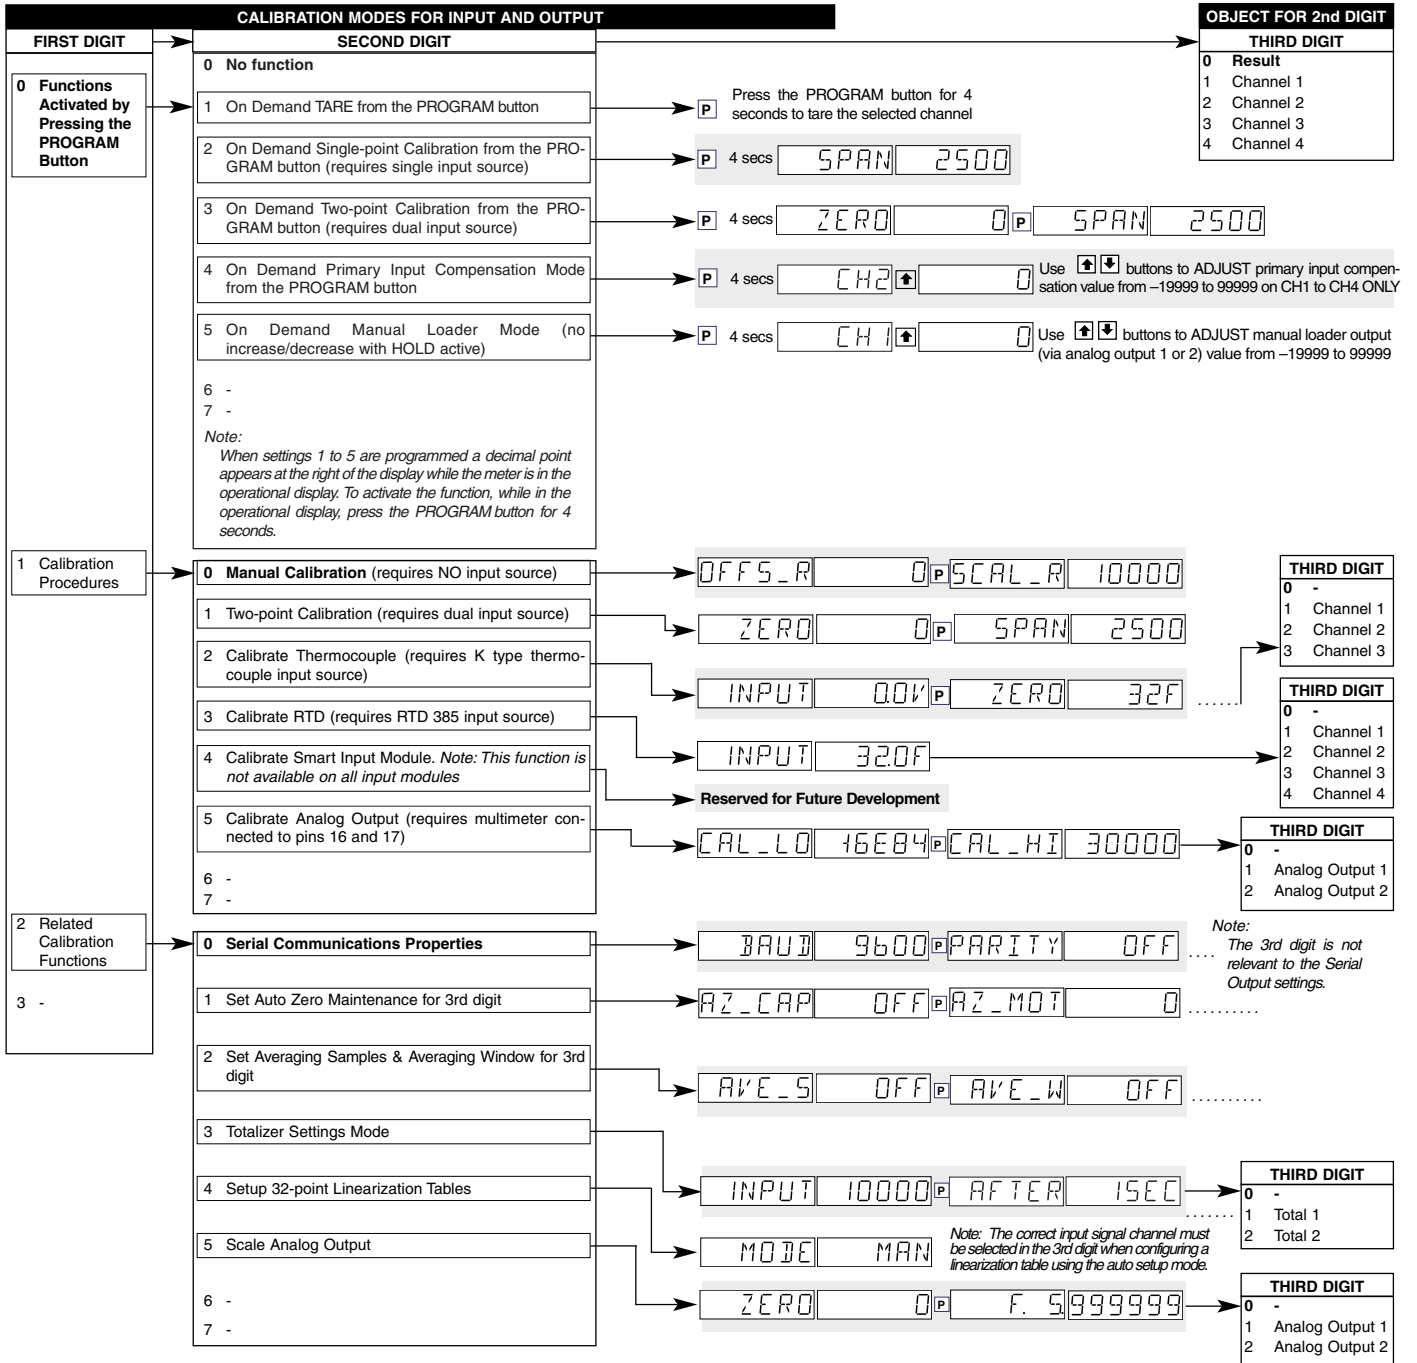 CALIBRATION MODES FOR INPUT AND OUTPUT
OBJECT FOR 2nd DIGIT
FIRST DIGIT
SECOND DIGIT
THIRD DIGIT
0 Result
1 Channel 1
2 Channel 2
3 Channel 3
4 Channel 4
0 Functions
Activated by
Pressing the
PROGRAM
Button
0 No function
1 On Demand TARE from the PROGRAM button
P Press the PROGRAM button for 4
seconds to tare the selected channel
2 On Demand Single-point Calibration from the PRO-
GRAM button (requires single input source)
P 4 secs SPAN 2500
3 On Demand Two-point Calibration from the PRO-
GRAM button (requires dual input source)
P 4 secs ZERO 0 P SPAN 2500
4 On Demand Primary Input Compensation Mode
from the PROGRAM button
P 4 secs CH2 0
Use buttons to ADJUST primary input compen-
sation value from –19999 to 99999 on CH1 to CH4 ONLY
5 On Demand Manual Loader Mode (no
increase/decrease with HOLD active)
P 4 secs CH1 0
Use buttons to ADJUST manual loader output
(via analog output 1 or 2) value from –19999 to 99999
6 -
7 -
Note:
When settings 1 to 5 are programmed a decimal point
appears at the right of the display while the meter is in the
operational display. To activate the function, while in the
operational display, press the PROGRAM button for 4
seconds.
1 Calibration
Procedures
0 Manual Calibration (requires NO input source)
OFFS_R 0 P SCAL_R 10000
1 Two-point Calibration (requires dual input source)
ZERO 0 P SPAN 2500
2 Calibrate Thermocouple (requires K type thermo-
couple input source)
INPUT 0.0V P ZERO 32F ......
THIRD DIGIT
0 -
1 Channel 1
2 Channel 2
3 Channel 3
3 Calibrate RTD (requires RTD 385 input source)
INPUT 32.0F
THIRD DIGIT
0 -
1 Channel 1
2 Channel 2
3 Channel 3
4 Channel 4
4 Calibrate Smart Input Module. Note: This function is
not available on all input modules
Reserved for Future Development
5 Calibrate Analog Output (requires multimeter con-
nected to pins 16 and 17)
CAL_LO -16E84 P CAL_HI 30000
THIRD DIGIT
0 -
1 Analog Output 1
2 Analog Output 2
6 -
7 -
2 Related
Calibration
Functions
3 -
0 Serial Communications Properties
BAUD 9600 P PARITY OFF ....
Note:
The 3rd digit is not
relevant to the Serial
Output settings.
1 Set Auto Zero Maintenance for 3rd digit
AZ_CAP OFF P AZ_MOT 0 ..........
2 Set Averaging Samples & Averaging Window for 3rd
digit
AVE_S OFF P AVE_W OFF ..........
3 Totalizer Settings Mode
INPUT 10000 P AFTER 1SEC .......
THIRD DIGIT
0 -
1 Total 1
2 Total 2
4 Setup 32-point Linearization Tables
MODE MAN
Note: The correct input signal channel must
be selected in the 3rd digit when configuring a
linearization table using the auto setup mode.
5 Scale Analog Output
ZERO 0 P F. S 999999
THIRD DIGIT
0 -
1 Analog Output 1
2 Analog Output 2
6 -
7 -